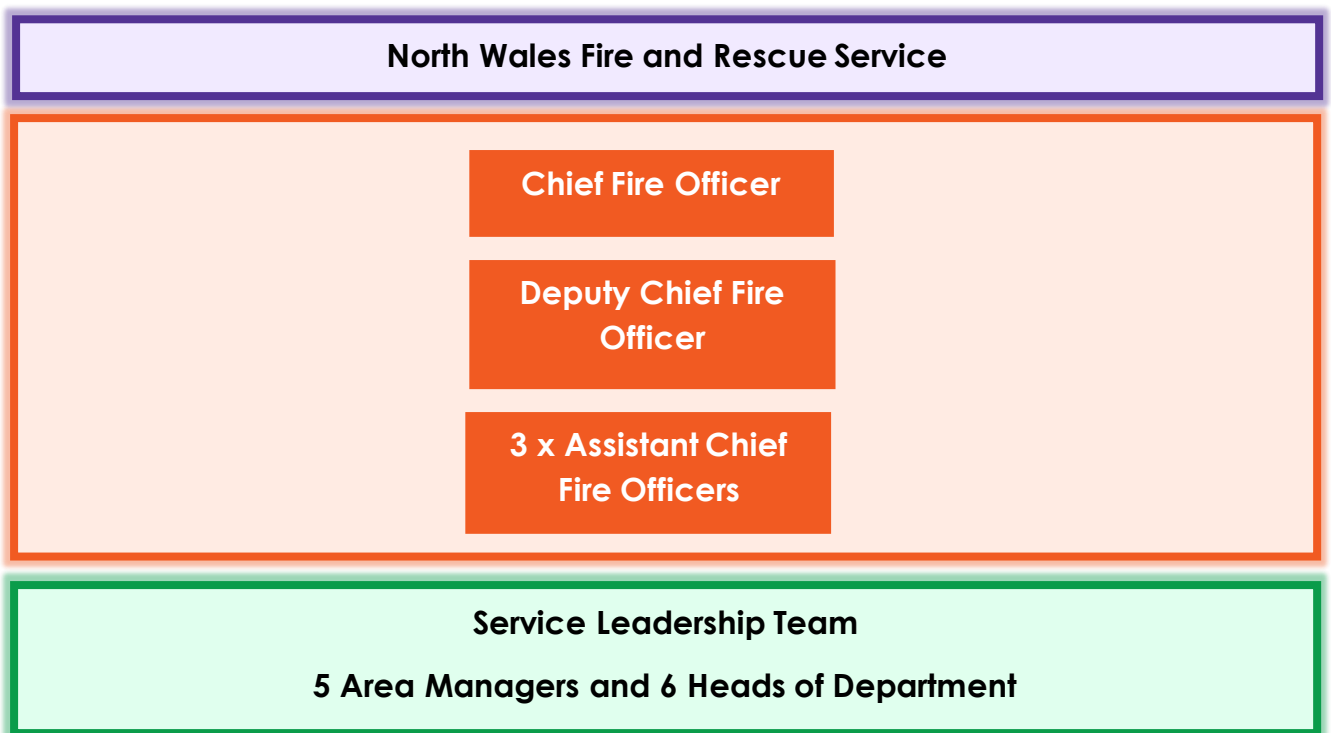 North Wales Fire and Rescue Service
Chief Fire Officer
Deputy Chief Fire
Officer
3 x Assistant Chief
Fire Officers
Service Leadership Team
5 Area Managers and 6 Heads of Department